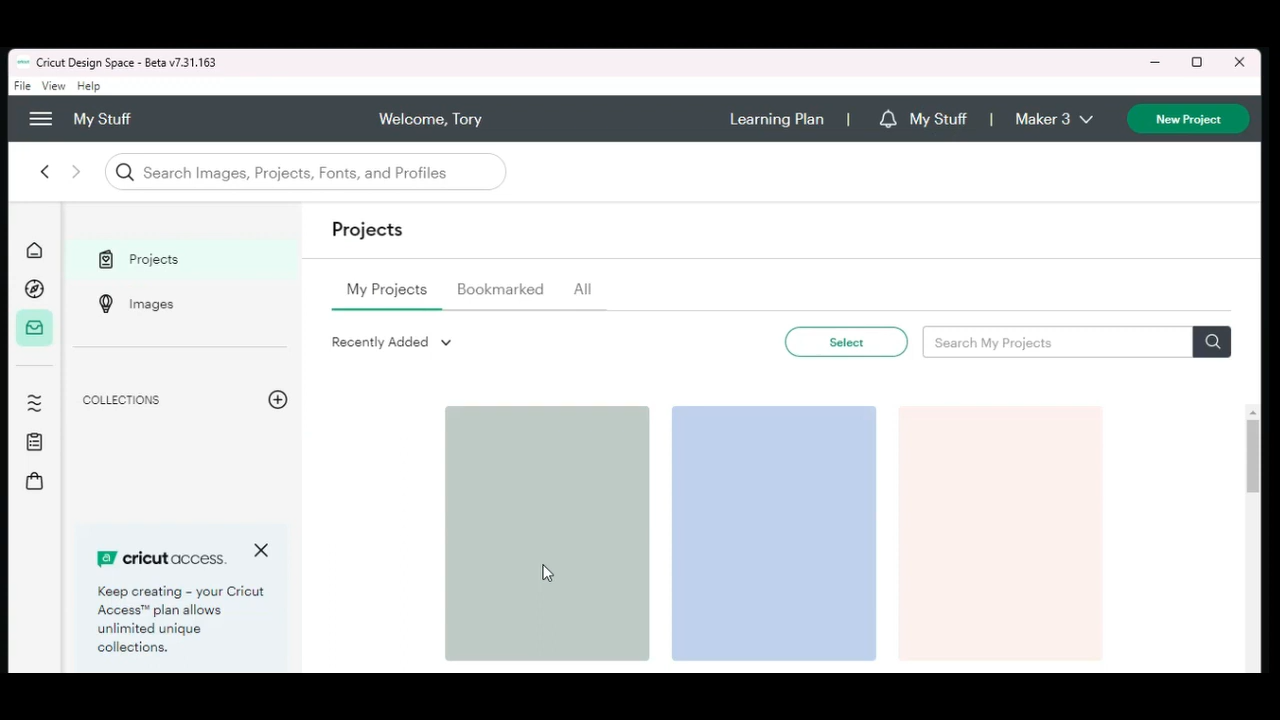 Cricut Design Space - Beta v7.31.163
File View Help
My Stuff Welcome, Tory Learning Plan | My Stuff | Maker 3 New Project
Search Images, Projects, Fonts, and Profiles
Projects
Images
COLLECTIONS
cricut access.
Keep creating – your Cricut
Access™ plan allows
unlimited unique
collections.
Projects
My Projects Bookmarked All
Recently Added Select Search My Projects